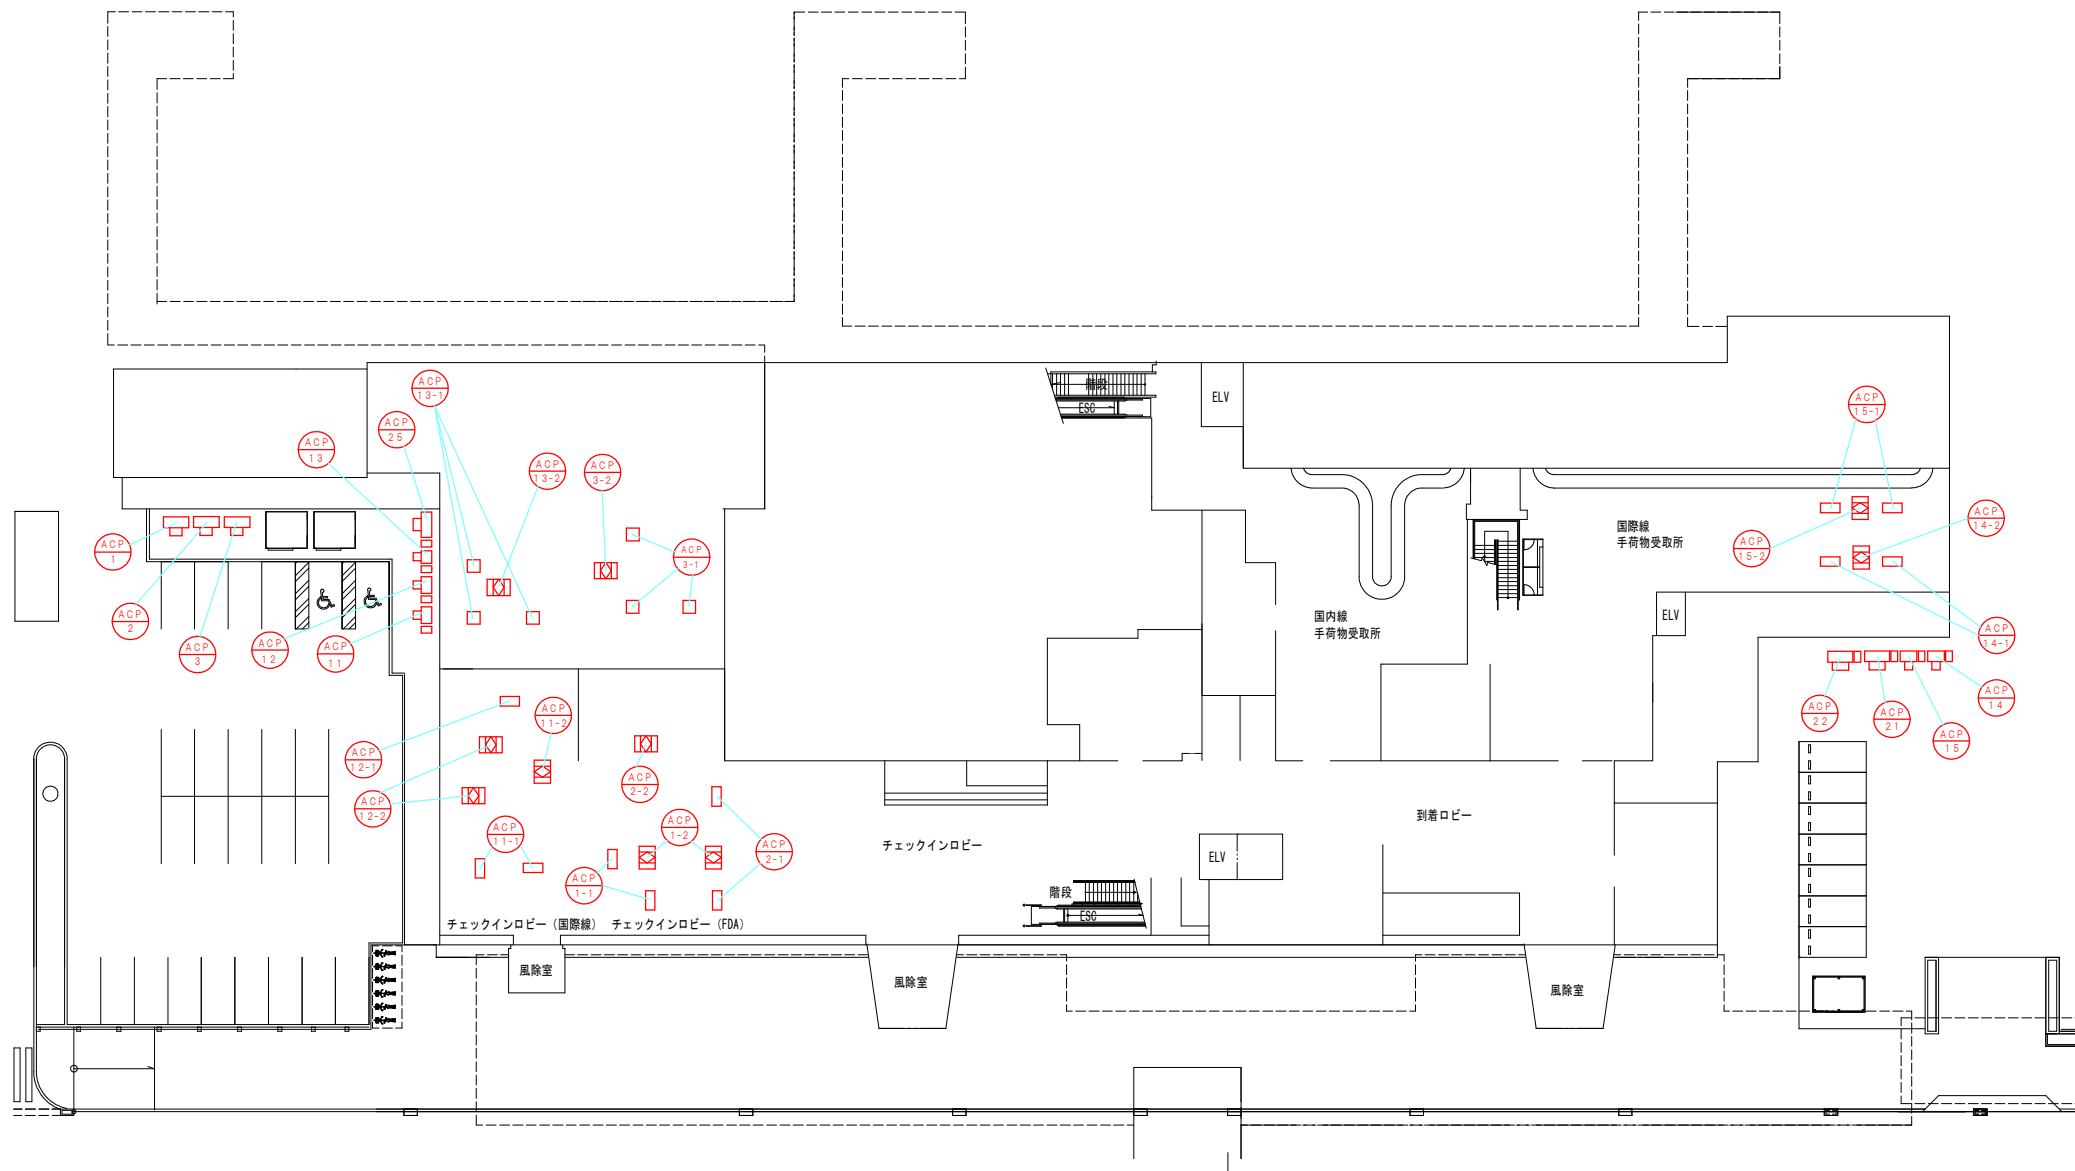 階段
ESC
ELV
ACP
13-1
ACP
25
ACP
13
ACP
13-2
ACP
3-2
ACP
15-1
ACP
14-2
ACP
15-2
国際線
手荷物受取所
ACP
1
ACP
3-1
ACP
2
ACP
3
ACP
12
ACP
11
国内線
手荷物受取所
ELV
ACP
14-1
ACP
14
ACP
22
ACP
21
ACP
15
ACP
11-2
ACP
12-1
ACP
2-2
ACP
12-2
ACP
11-1
ACP
1-2
ACP
2-1
ACP
1-1
チェックインロビー
到着ロビー
ELV
階段
ESC
チェックインロビー(国際線)
チェックインロビー(FDA)
風除室
風除室
風除室